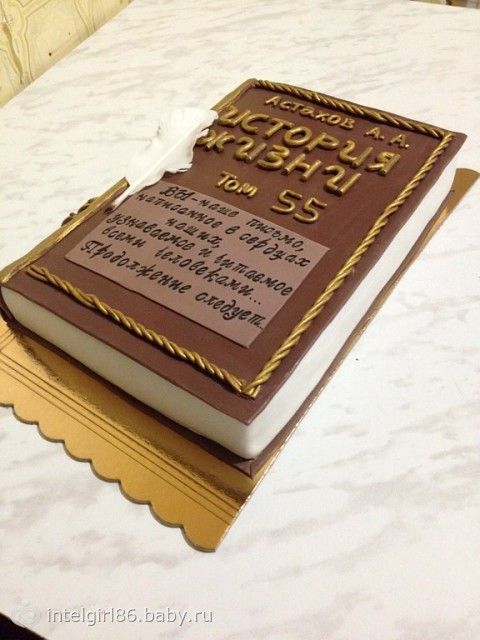 Астахов А. А.
ИСТОРИЯ
ЖИЗНИ
Том 55
ВЫ-наше письмо,
написанное в сердцах
наших,
узнаваемое и читаемое
всеми человеками...
Продолжение следует...
intelgirl86.baby.ru